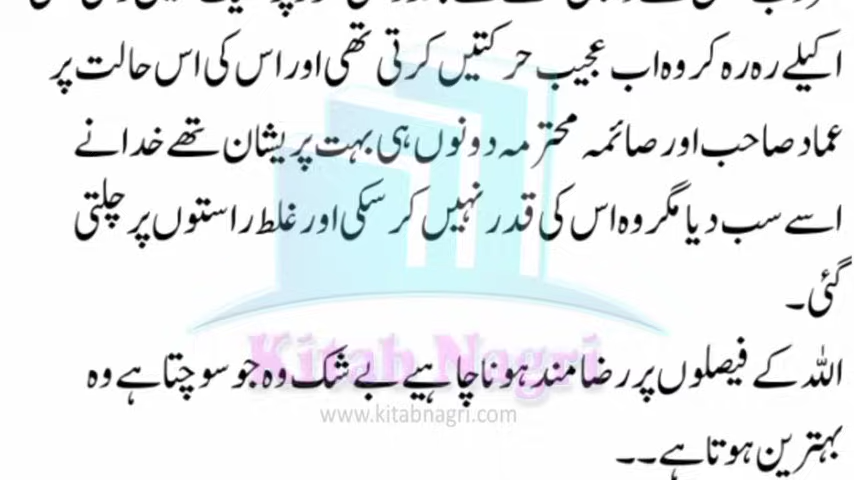 اکیلے رہ رہ کر وہ اب عجیب حرکتیں کرتی تھی اور اس کی اس حالت پر
عماد صاحب اور صائمہ محترمہ دونوں ہی بہت پریشان تھے خدا نے
اسے سب دیا مگر وہ اس کی قدر نہیں کر سکی اور غلط راستوں پر چلتی
گئی۔
Kitab Nagri
اللہ کے فیصلوں پر رضامند ہونا چاہیے بے شک وہ جو سوچتا ہے وہ
www.kitabnagri.com
بہترین ہوتا ہے۔۔